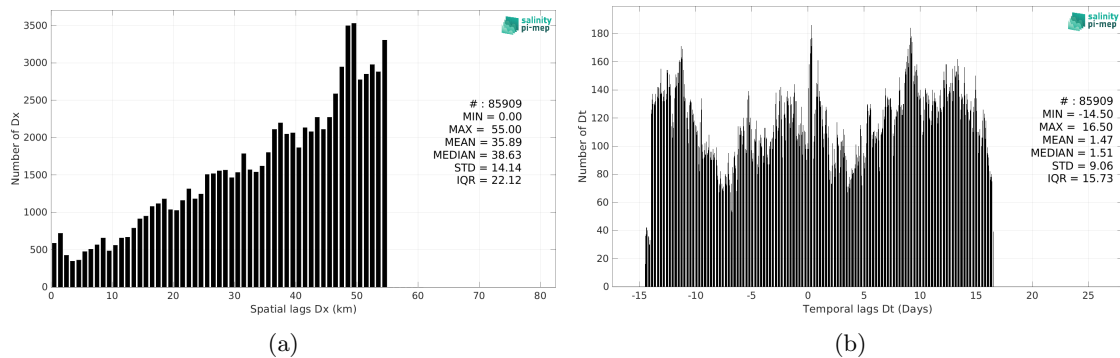 3500
3000
2500
2000
1500
1000
500
0
Number of Dx
salinity
pi-mep
# : 85909
MIN = 0.00
MAX = 55.00
MEAN = 35.89
MEDIAN = 38.63
STD = 14.14
IQR = 22.12
0 10 20 30 40 50 60 70 80
Spatial lags Dx (km)
(a)
180
160
140
120
100
80
60
40
20
0
Number of Dt
salinity
pi-mep
# : 85909
MIN = -14.50
MAX = 16.50
MEAN = 1.47
MEDIAN = 1.51
STD = 9.06
IQR = 15.73
-15 -10 -5 0 5 10 15 20 25
Temporal lags Dt (Days)
(b)